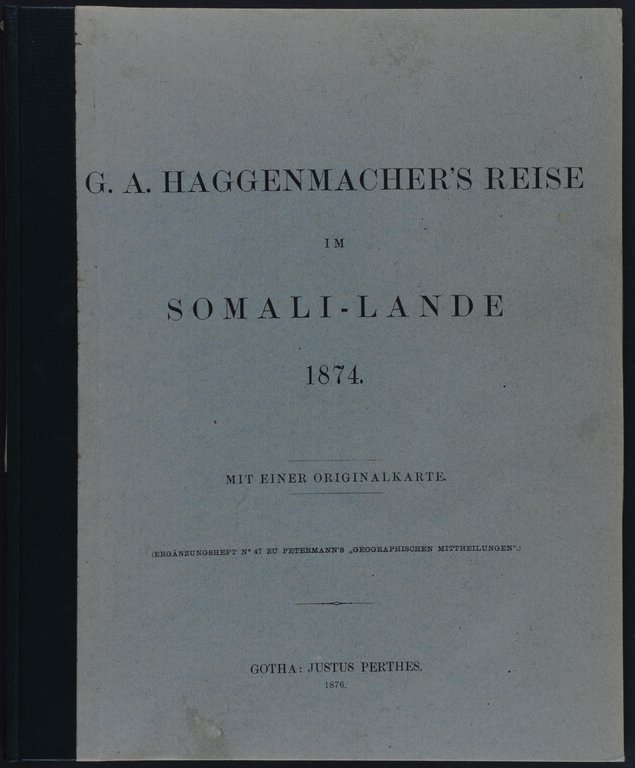 G. A. HAGGENMACHER'S REISE
IM
SOMALI-LANDE
1874.
MIT EINER ORIGINALKARTE.
(ERGÄNZUNGSHEFT No 47 ZU PETERMANN'S „GEOGRAPHISCHEN MITTHEILUNGEN".)
GOTHA: JUSTUS PERTHES.
1876.